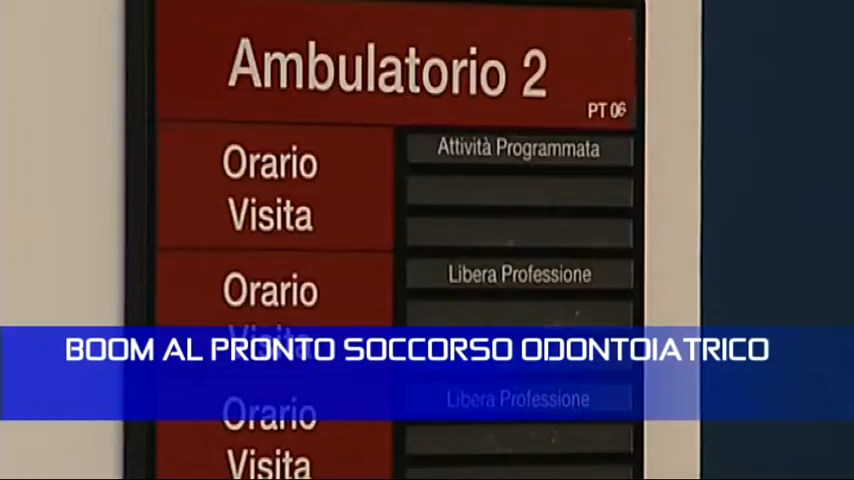 Ambulatorio 2
PT 06
Orario
Visita
Attività Programmata
Orario
Visita
Libera Professione
BOOM AL PRONTO SOCCORSO ODONTOIATRICO
Orario
Visita
Libera Professione